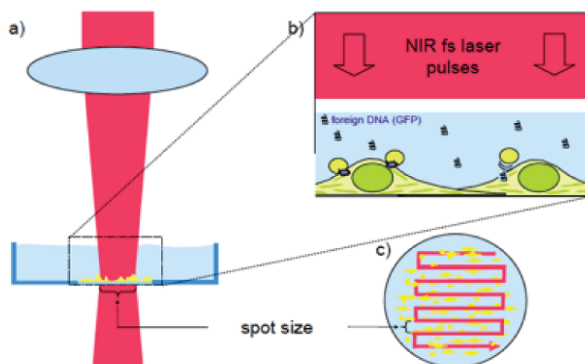 a)
b)
NIR fs laser
pulses
foreign DNA (GFP)
c)
spot size